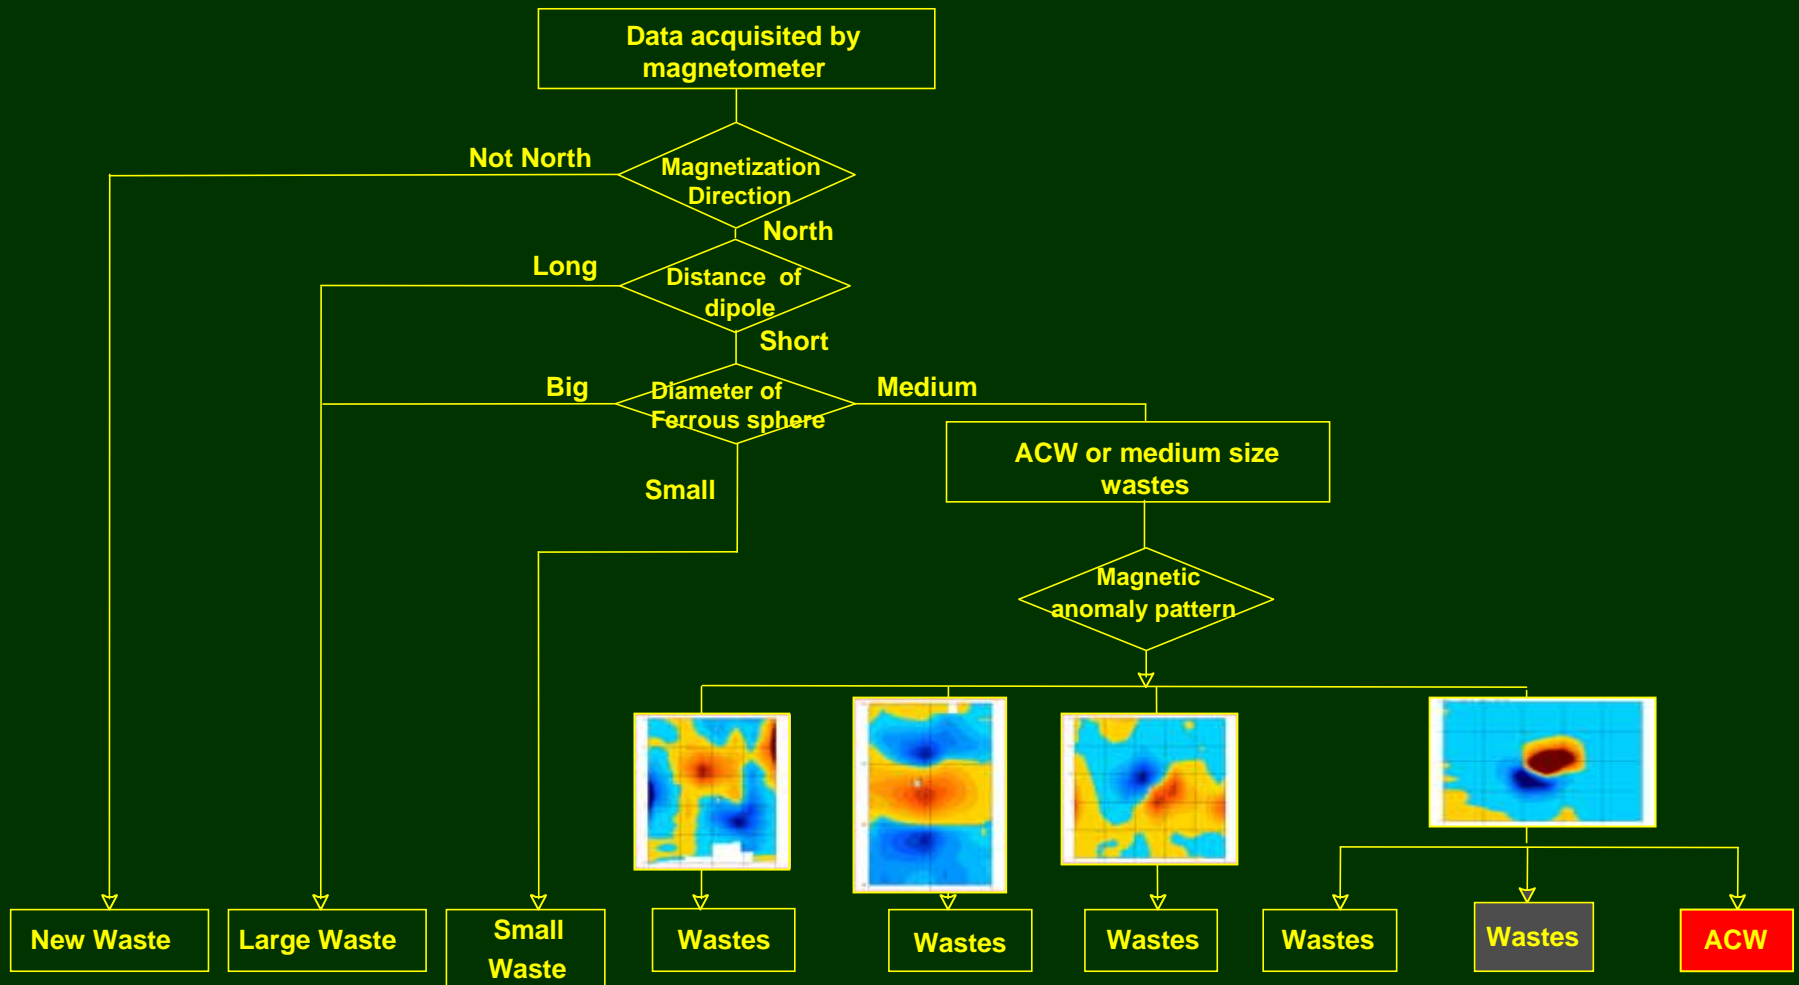 Data acquisited by
magnetometer
Not North
Magnetization
Direction
North
Long
Distance of
dipole
Short
Big
Diameter of
Ferrous sphere
Medium
ACW or medium size
wastes
Small
Magnetic
anomaly pattern
New Waste
Large Waste
Small
Waste
Wastes
Wastes
Wastes
Wastes
Wastes
ACW